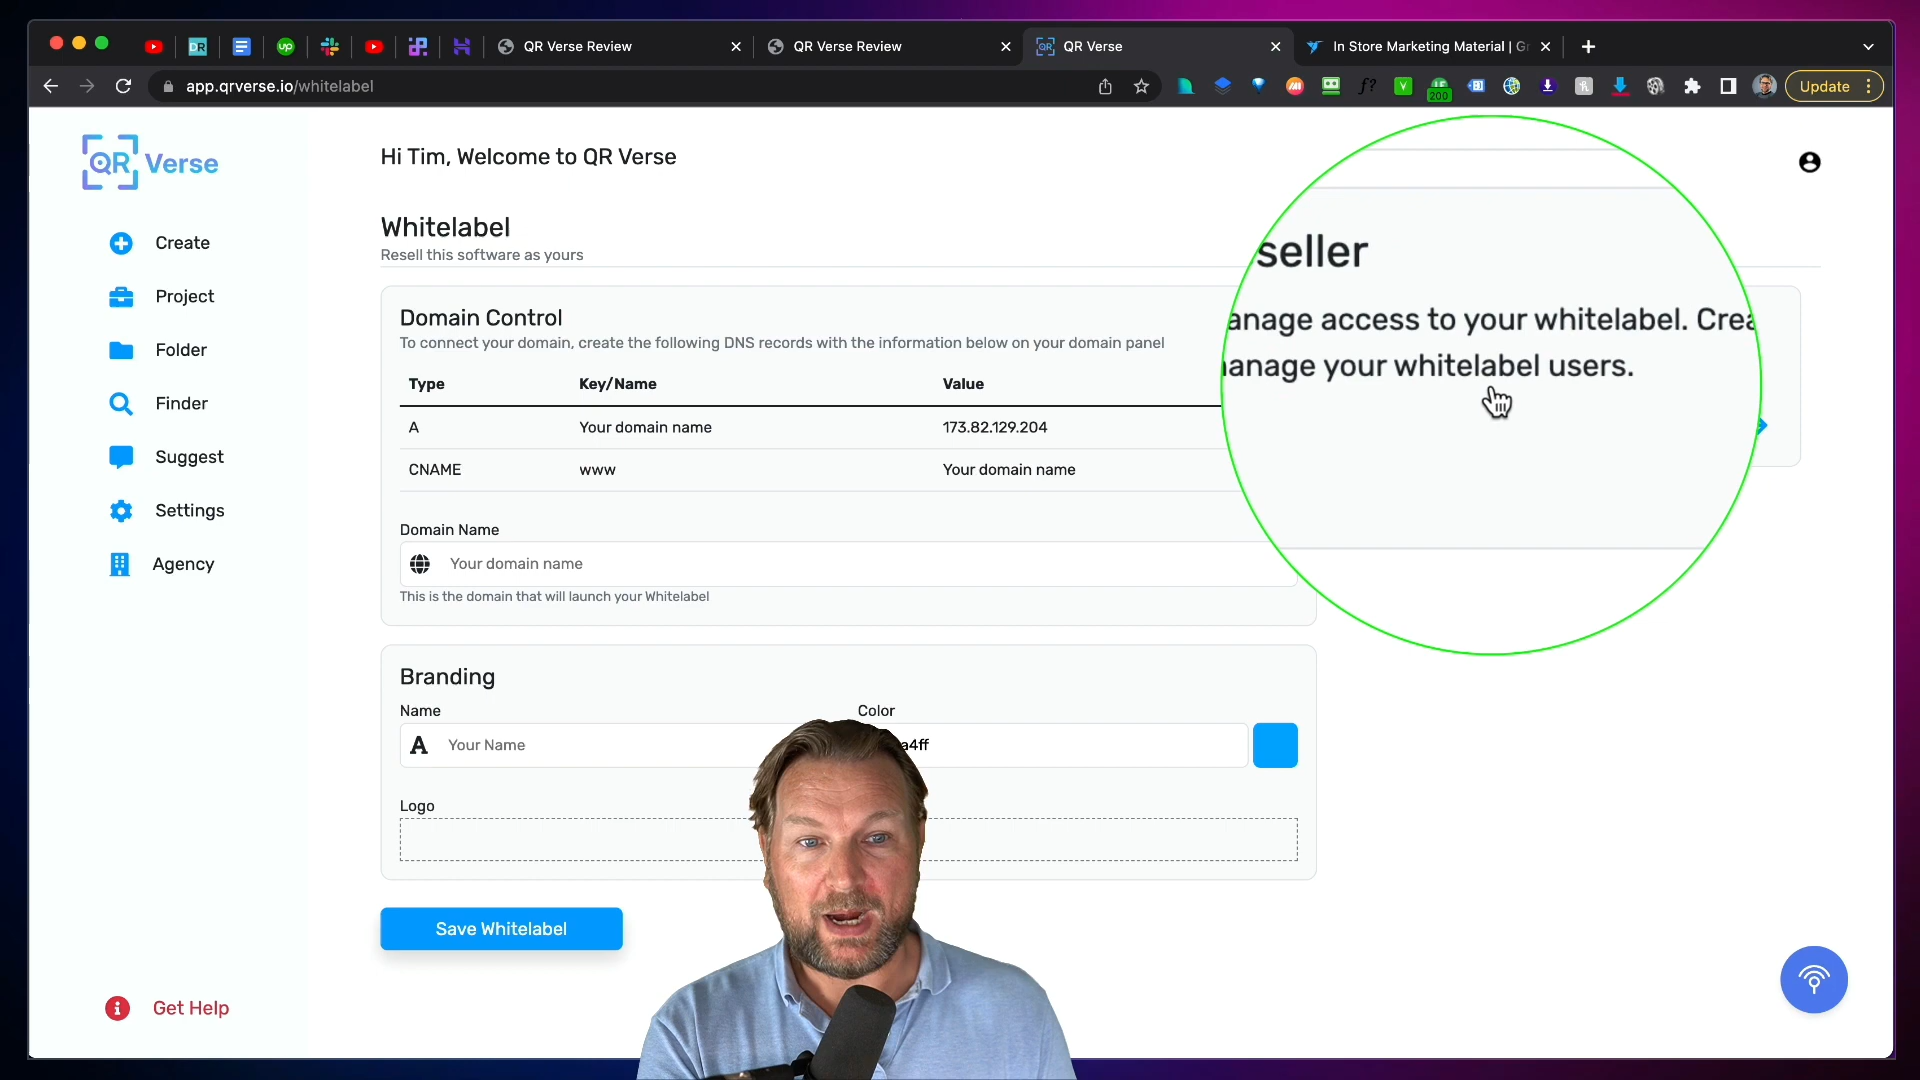 QR Verse Review
QR Verse Review
QR Verse
In Store Marketing Material | Gr
app.qrverse.io/whitelabel
200
Update
QR Verse
Hi Tim, Welcome to QR Verse
Create
Project
Folder
Finder
Suggest
Settings
Agency
Get Help
Whitelabel
Resell this software as yours
Domain Control
To connect your domain, create the following DNS records with the information below on your domain panel
Type Key/Name Value
A Your domain name 173.82.129.204
CNAME www Your domain name
Domain Name
Your domain name
This is the domain that will launch your Whitelabel
seller
anage access to your whitelabel. Crea
anage your whitelabel users.
Branding
Name Color
A Your Name a4ff
Logo
Save Whitelabel